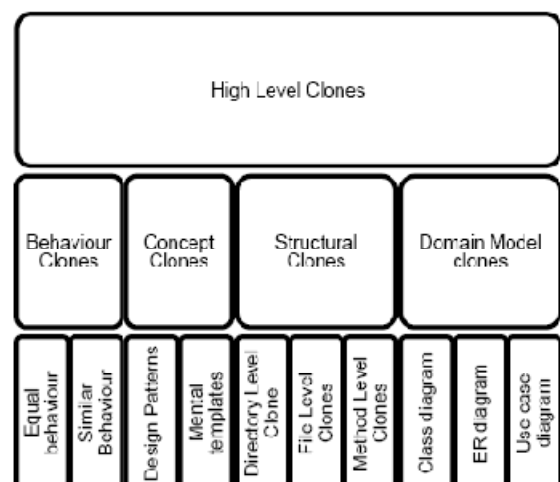 High Level Clones
Behaviour
Clones
Concept
Clones
Structural
Clones
Domain Model
clones
Equal
behaviour
Similar
Behaviour
Design Patterns
Mental
templates
Directory Level
Clone
File Level
Clones
Method Level
Clones
Class diagram
ER diagram
Use case
diagram